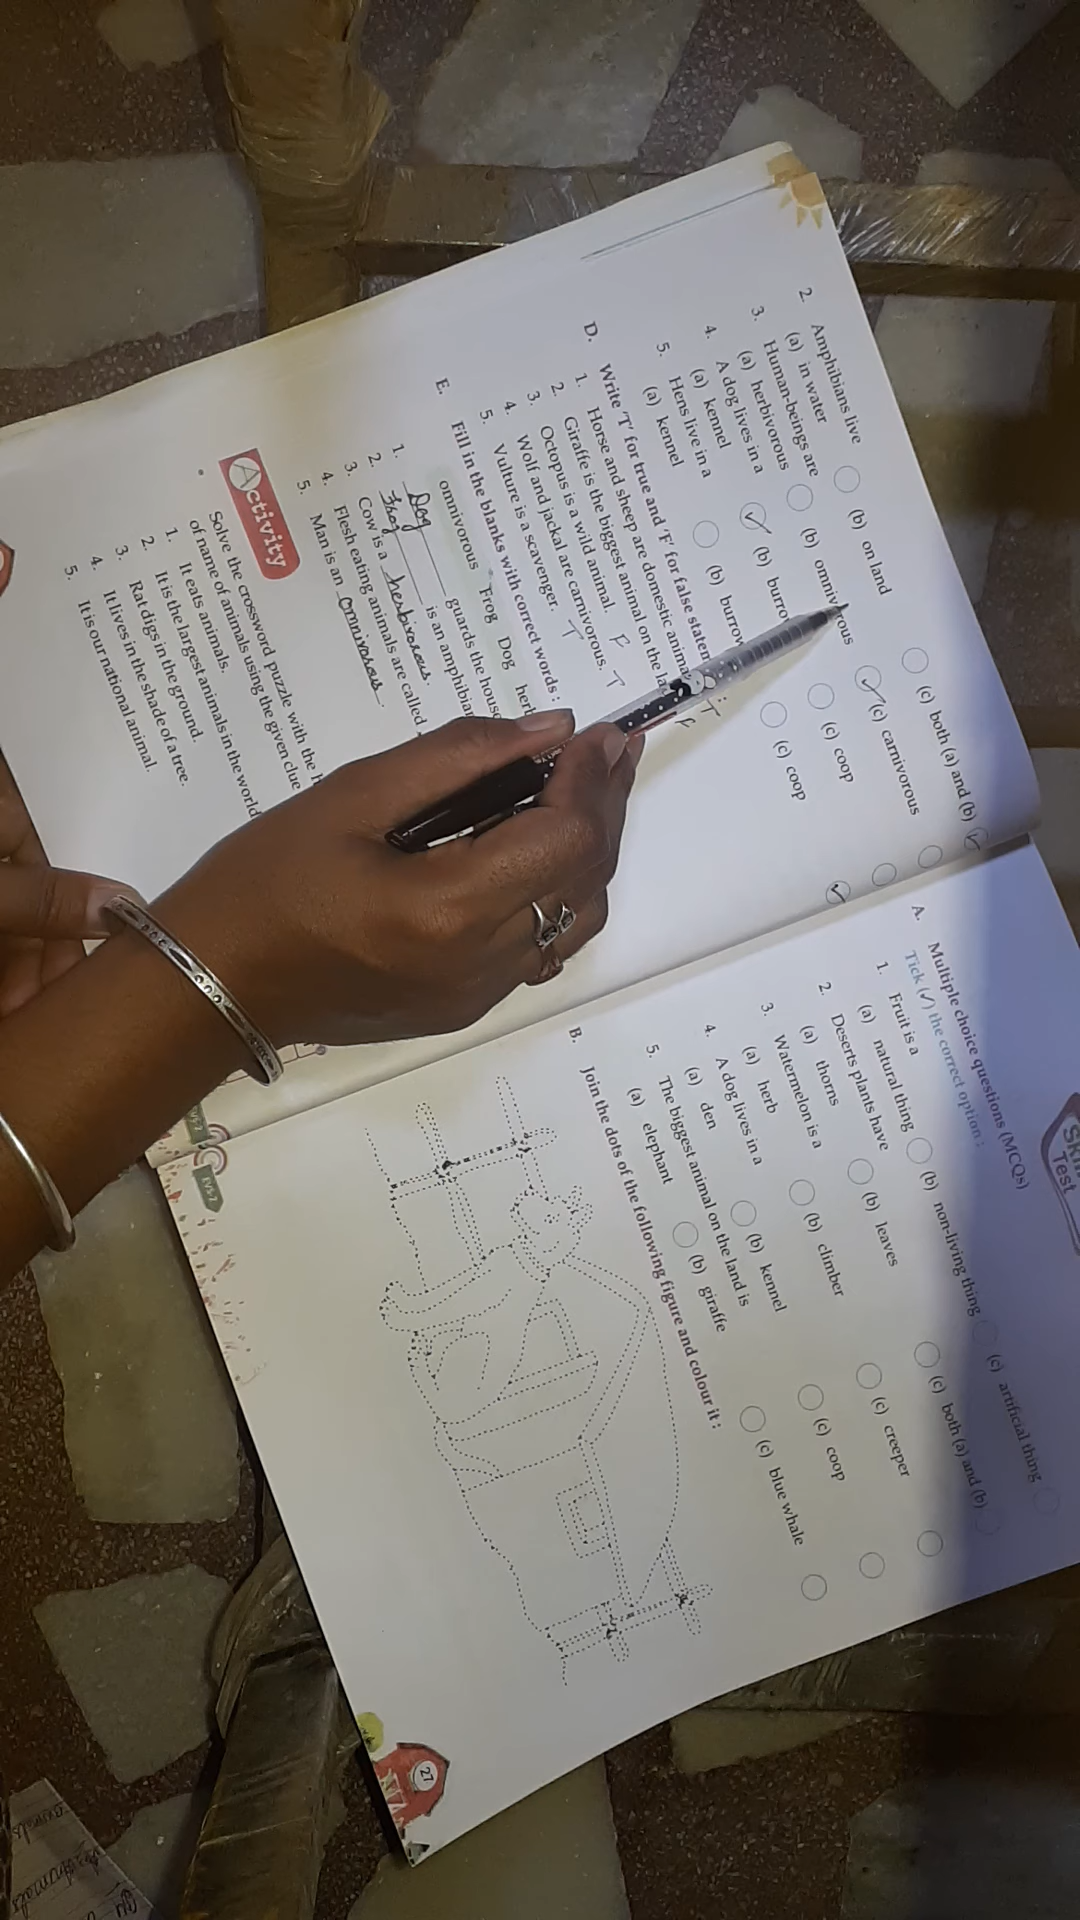 2. Amphibians live
(a) in water (b) on land (c) both (a) and (b) ✓
3. Human-beings are
(a) herbivorous (b) omnivorous ✓ (c) carnivorous
4. A dog lives in a
(a) kennel ✓ (b) burrow (c) coop
5. Hens live in a
(a) kennel (b) burrow (c) coop ✓
D. Write 'T' for true and 'F' for false :
1. Horse and sheep are domestic T
2. Giraffe is the biggest animal on the F
3. Octopus is a wild animal. F
4. Wolf and jackal are carnivorous. T
5. Vulture is a scavenger. T
E. Fill in the blanks with correct words :
omnivorous Frog Dog
1. Dog guards the house
2. Frog is an amphibian
3. Cow is a herbivorous.
4. Flesh eating animals are called
5. Man is an omnivorous.
Activity
Solve the crossword puzzle with the
of name of animals using the given clue
1. It eats animals.
2. It is the largest animals in the world
3. Rat digs in the ground.
4. It lives in the shade of a tree.
5. It is our national animal.
Test
A. Multiple choice questions (MCQs)
Tick (✓) the correct option :
1. Fruit is a
(a) natural thing (b) non-living thing (c) artificial thing
2. Deserts plants have
(a) thorns (b) leaves (c) both (a) and (b)
3. Watermelon is a
(a) herb (b) climber (c) creeper
4. A dog lives in a
(a) den (b) kennel (c) coop
5. The biggest animal on the land is
(a) elephant (b) giraffe (c) blue whale
B. Join the dots of the following figure and colour it :
EVS-2
27